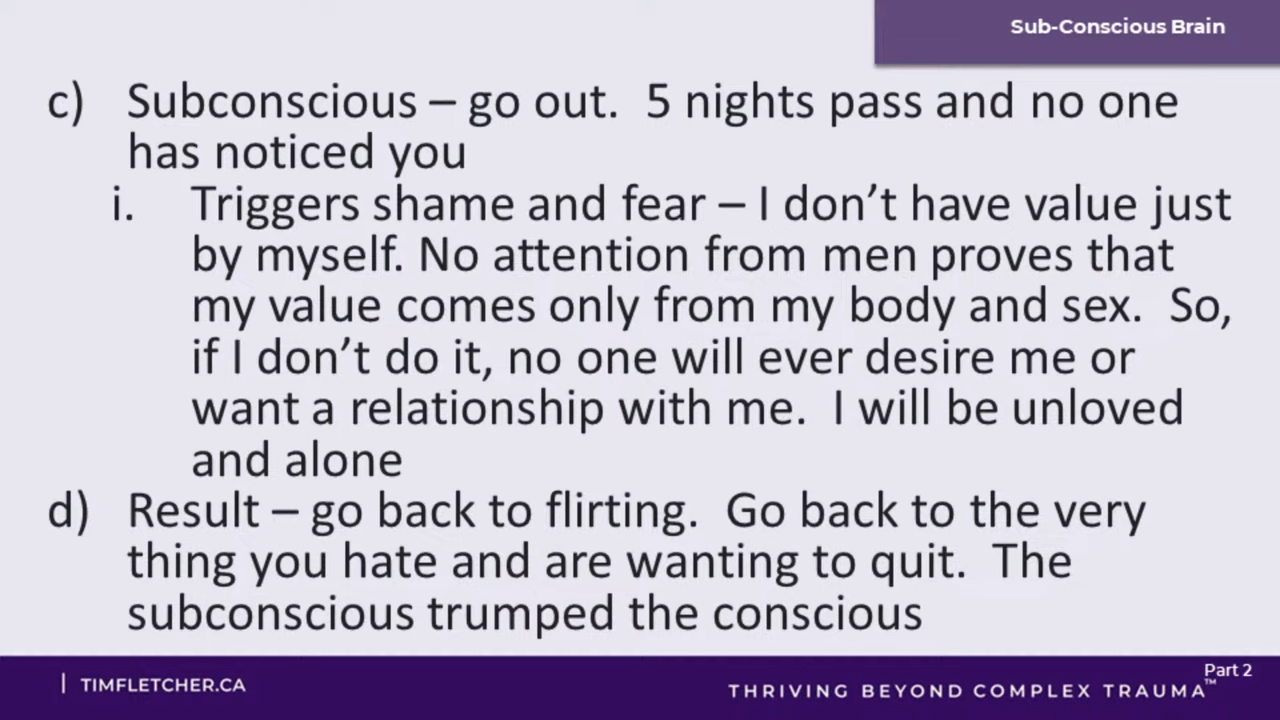 Sub-Conscious Brain
c) Subconscious – go out.  5 nights pass and no one
has noticed you
i. Triggers shame and fear – I don’t have value just
by myself. No attention from men proves that
my value comes only from my body and sex.  So,
if I don’t do it, no one will ever desire me or
want a relationship with me.  I will be unloved
and alone
d) Result – go back to flirting.  Go back to the very
thing you hate and are wanting to quit.  The
subconscious trumped the conscious
| TIMFLETCHER.CA
Part 2
THRIVING BEYOND COMPLEX TRAUMA™